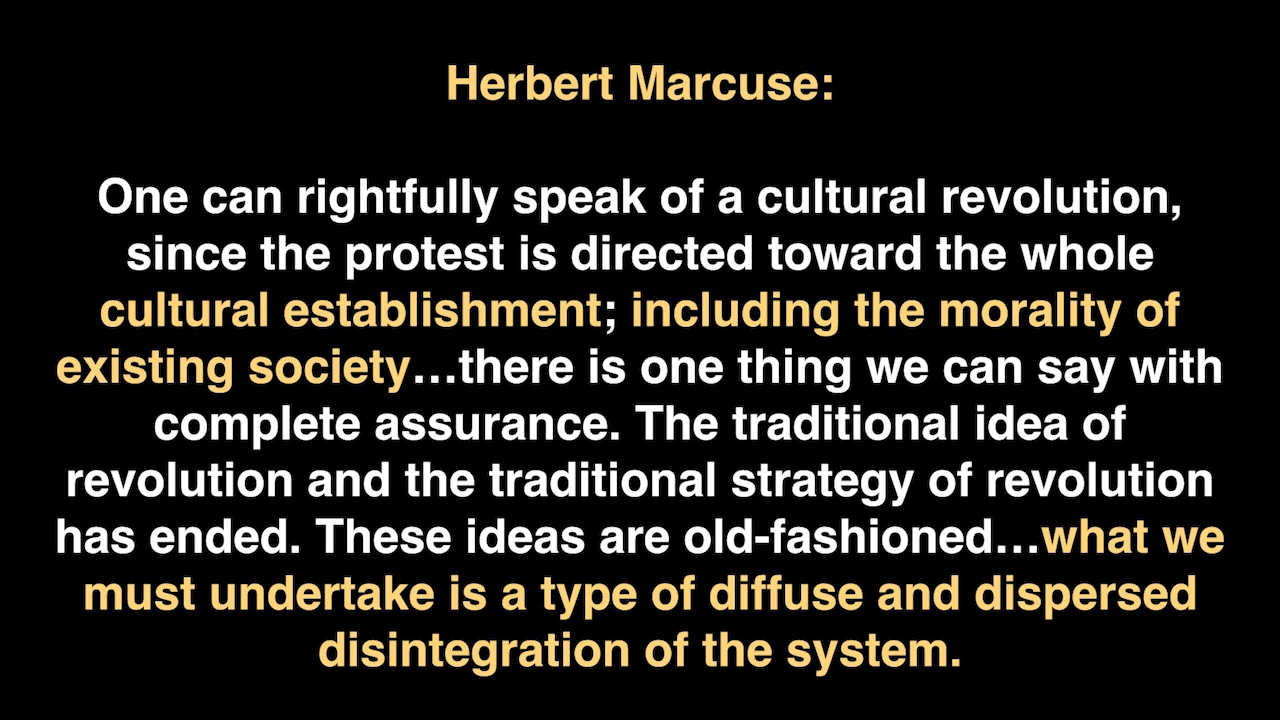 Herbert Marcuse:
One can rightfully speak of a cultural revolution,
since the protest is directed toward the whole
cultural establishment; including the morality of
existing society…there is one thing we can say with
complete assurance. The traditional idea of
revolution and the traditional strategy of revolution
has ended. These ideas are old-fashioned…what we
must undertake is a type of diffuse and dispersed
disintegration of the system.